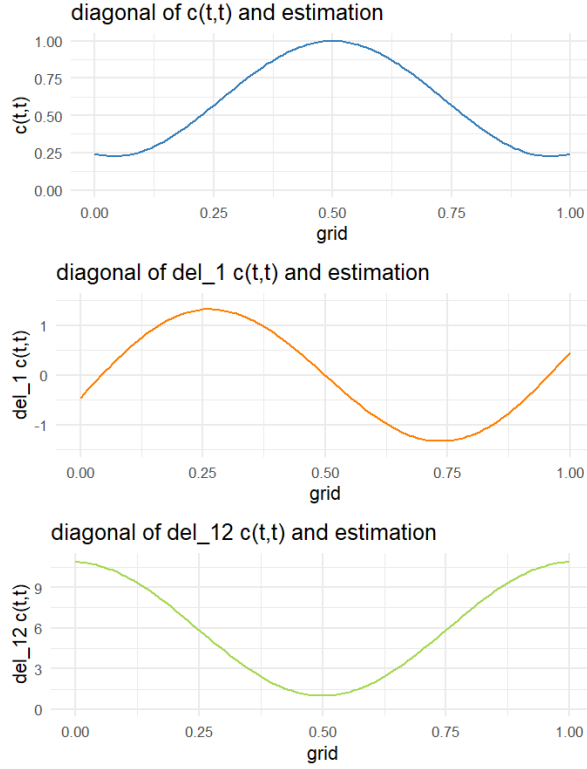 diagonal of c(t,t) and estimation
c(t,t)
1.00
0.75
0.50
0.25
0.00
0.00 0.25 0.50 0.75 1.00
grid
diagonal of del_1 c(t,t) and estimation
del_1 c(t,t)
1
0
-1
0.00 0.25 0.50 0.75 1.00
grid
diagonal of del_12 c(t,t) and estimation
del_12 c(t,t)
9
6
3
0
0.00 0.25 0.50 0.75 1.00
grid